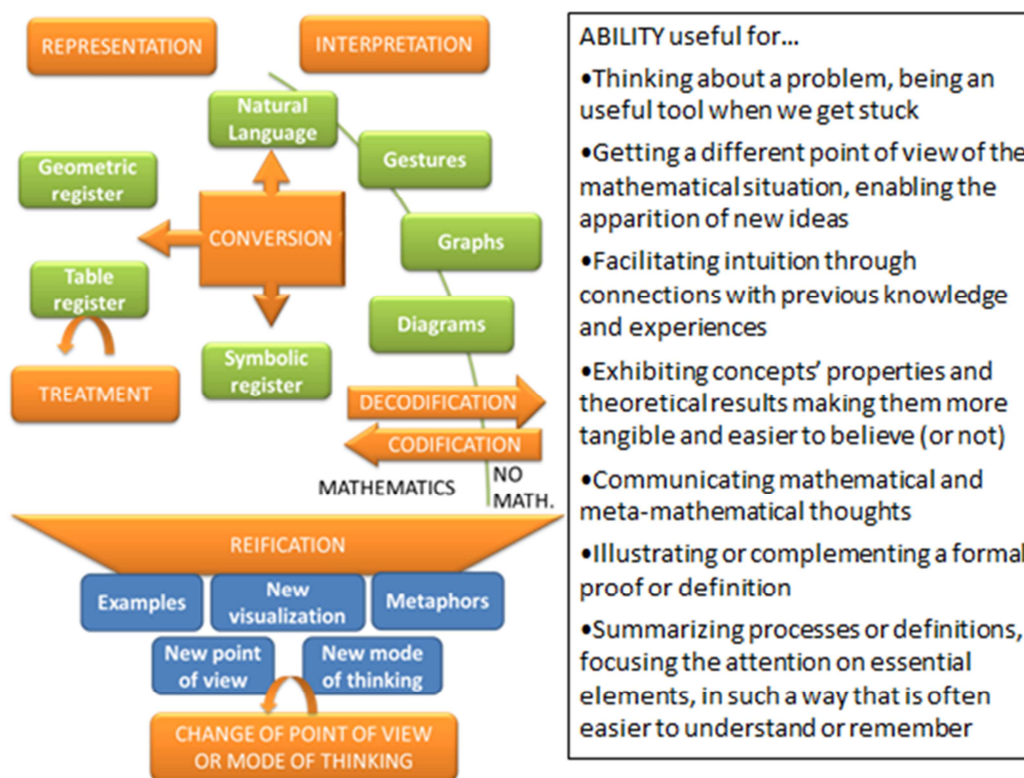 REPRESENTATION
INTERPRETATION
Natural
Language
Gestures
Geometric
register
CONVERSION
Graphs
Table
register
Diagrams
Symbolic
register
TREATMENT
DECODIFICATION
CODIFICATION
MATHEMATICS
NO
MATH.
REIFICATION
Examples
New
visualization
Metaphors
New point
of view
New mode
of thinking
CHANGE OF POINT OF VIEW
OR MODE OF THINKING
ABILITY useful for...
•Thinking about a problem, being an
useful tool when we get stuck
•Getting a different point of view of the
mathematical situation, enabling the
apparition of new ideas
•Facilitating intuition through
connections with previous knowledge
and experiences
•Exhibiting concepts' properties and
theoretical results making them more
tangible and easier to believe (or not)
•Communicating mathematical and
meta-mathematical thoughts
•Illustrating or complementing a formal
proof or definition
•Summarizing processes or definitions,
focusing the attention on essential
elements, in such a way that is often
easier to understand or remember